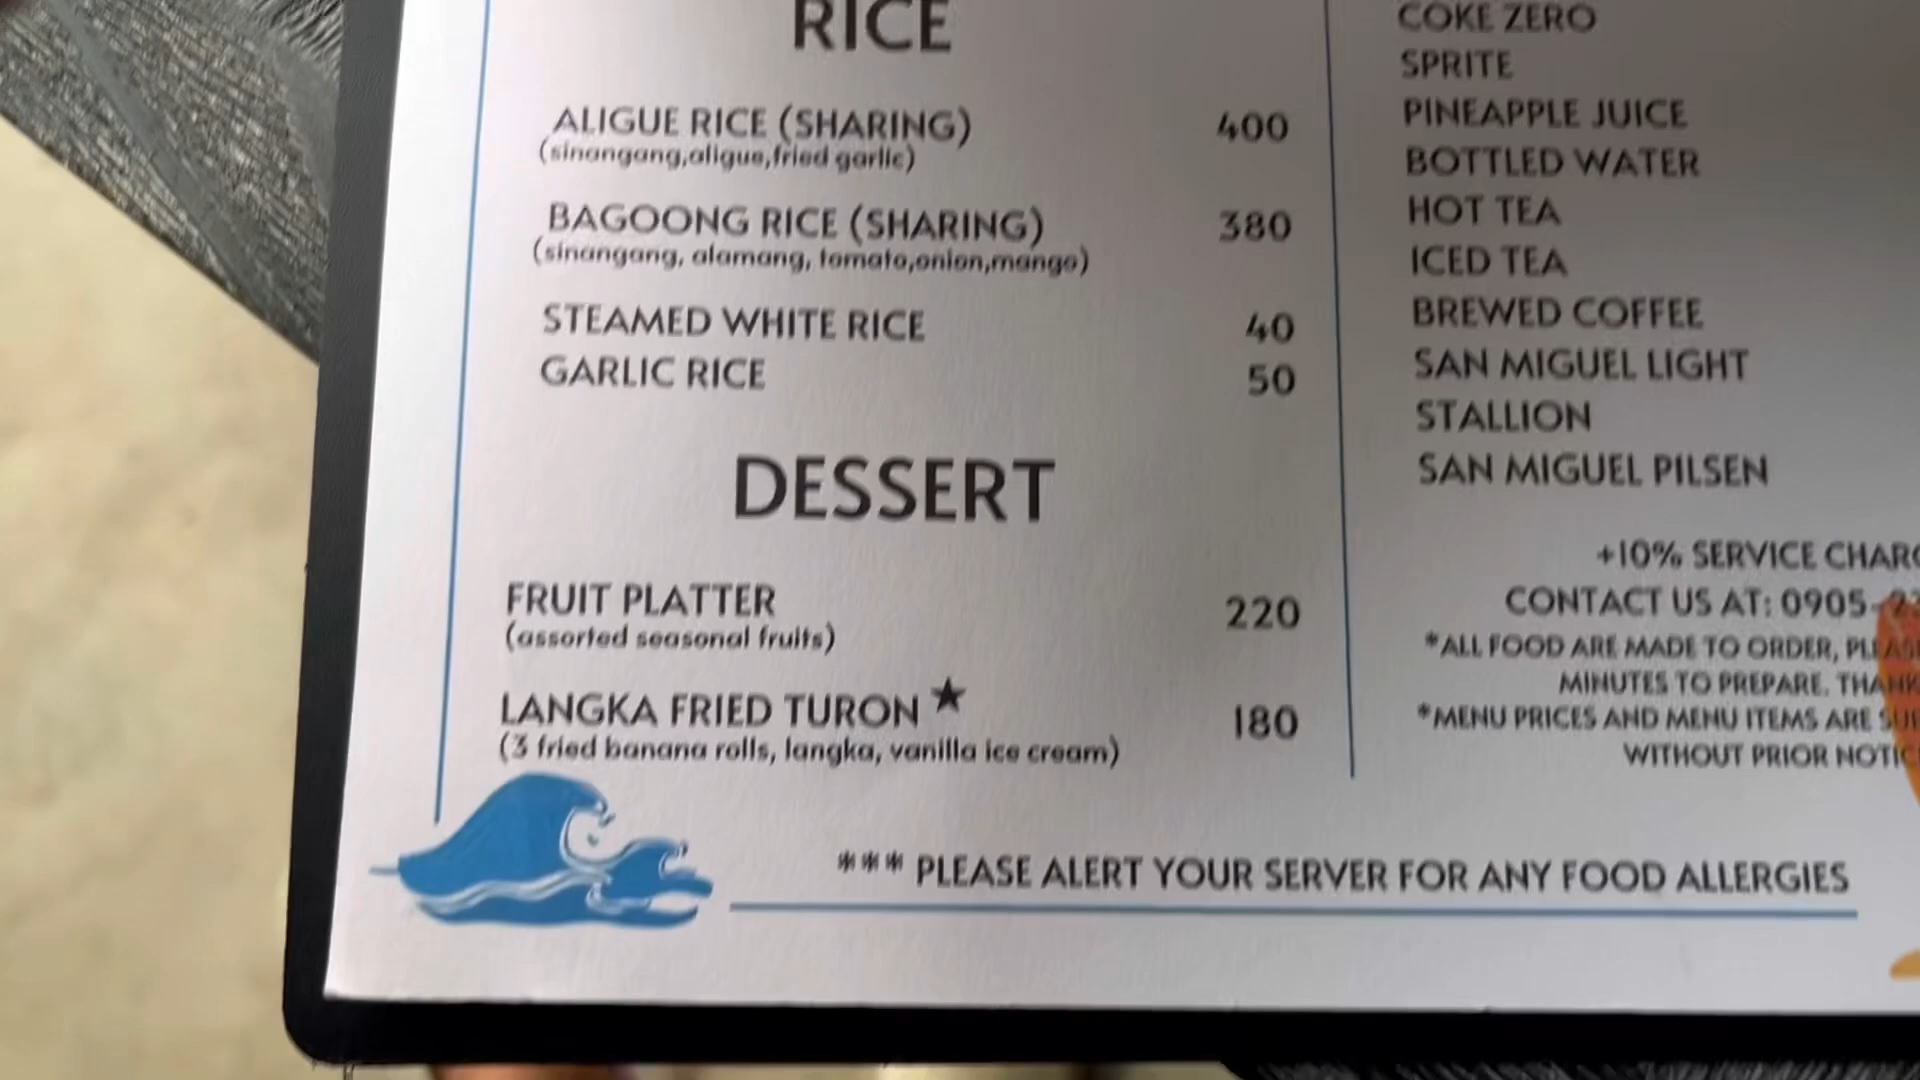 RICE
ALIGUE RICE (SHARING) 400
(sinangang,aligue,fried garlic)
BAGOONG RICE (SHARING) 380
(sinangang, alamang, tomato,onion,mango)
STEAMED WHITE RICE 40
GARLIC RICE 50
DESSERT
FRUIT PLATTER 220
(assorted seasonal fruits)
LANGKA FRIED TURON ★ 180
(3 fried banana rolls, langka, vanilla ice cream)
COKE ZERO
SPRITE
PINEAPPLE JUICE
BOTTLED WATER
HOT TEA
ICED TEA
BREWED COFFEE
SAN MIGUEL LIGHT
STALLION
SAN MIGUEL PILSEN
+10% SERVICE
CONTACT US AT: 0905-
*ALL FOOD ARE MADE TO ORDER,
MINUTES TO PREPARE.
*MENU PRICES AND MENU ITEMS ARE
WITHOUT PRIOR
*** PLEASE ALERT YOUR SERVER FOR ANY FOOD ALLERGIES